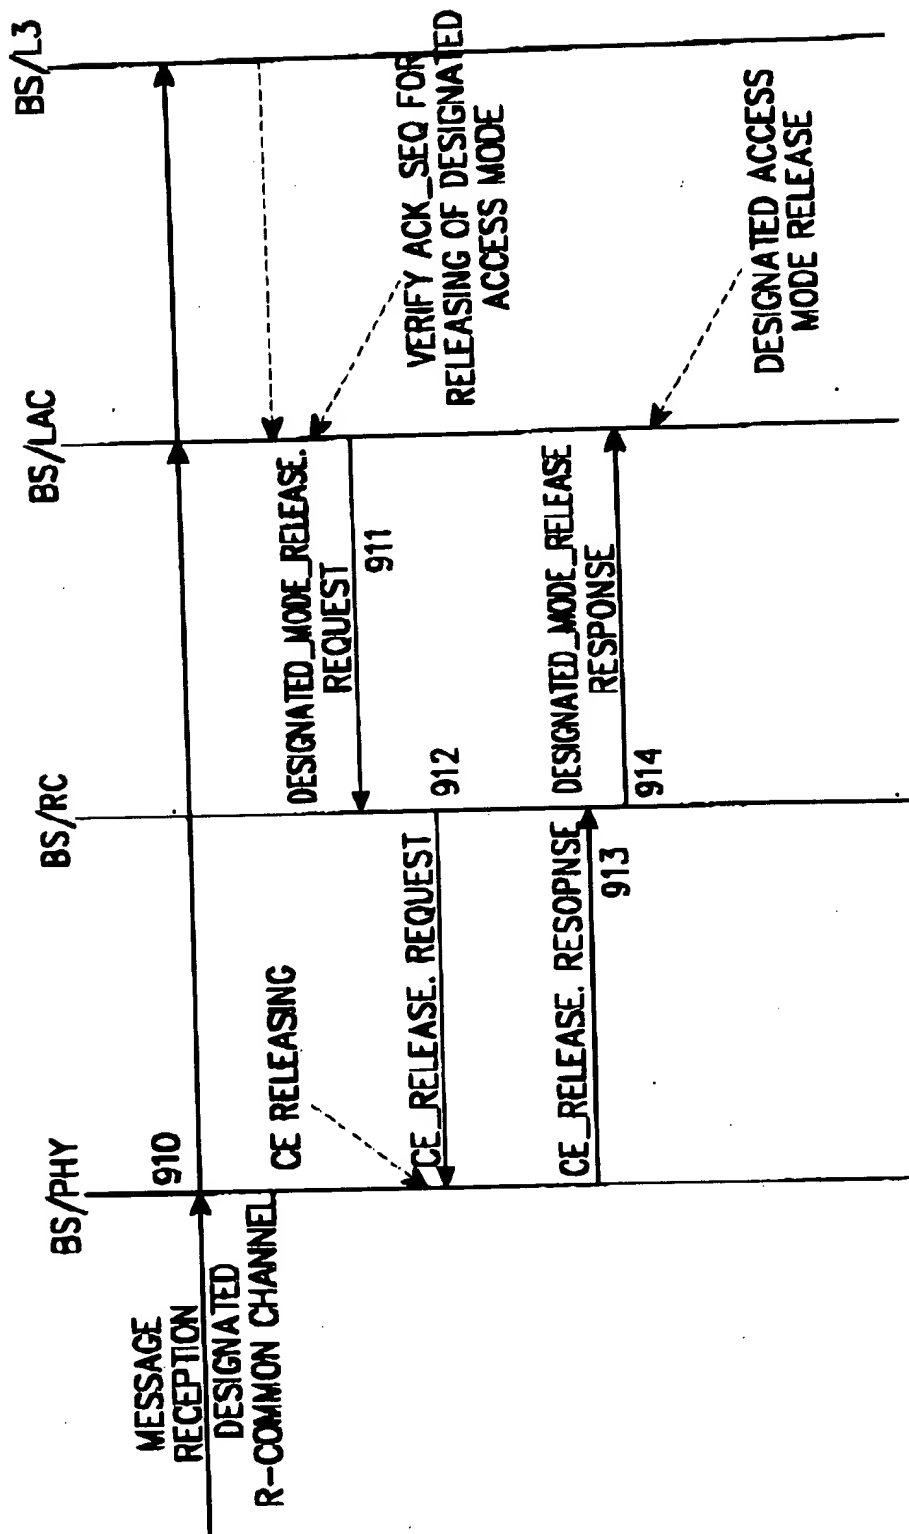 BS/PHY
BS/RC
BS/LAC
BS/L3
MESSAGE
RECEPTION
910
DESIGNATED
R-COMMON CHANNEL
CE RELEASING
DESIGNATED_MODE_RELEASE.
REQUEST
911
VERIFY ACK_SEQ FOR
RELEASING OF DESIGNATED
ACCESS MODE
CE_RELEASE. REQUEST
912
CE_RELEASE. RESOPNSE
913
DESIGNATED_MODE_RELEASE
RESPONSE
914
DESIGNATED ACCESS
MODE RELEASE